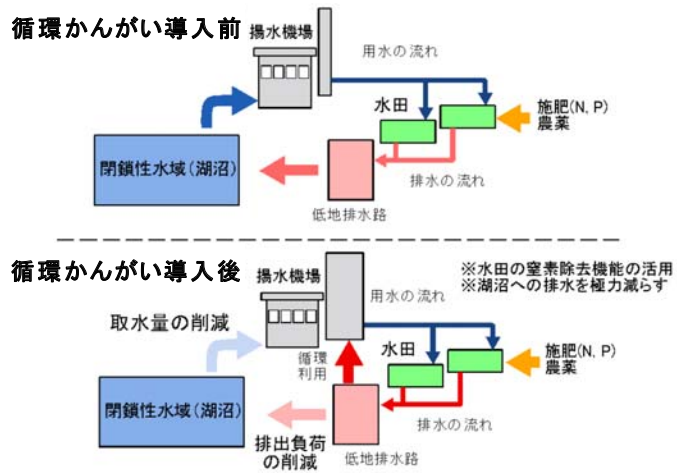 循環かんがい導入前
揚水機場
用水の流れ
水田
施肥(N, P)
農薬
閉鎖性水域(湖沼)
排水の流れ
低地排水路
循環かんがい導入後
揚水機場
※水田の窒素除去機能の活用
※湖沼への排水を極力減らす
用水の流れ
取水量の削減
循環
利用
水田
施肥(N, P)
農薬
閉鎖性水域(湖沼)
排水の流れ
排出負荷
の削減
低地排水路